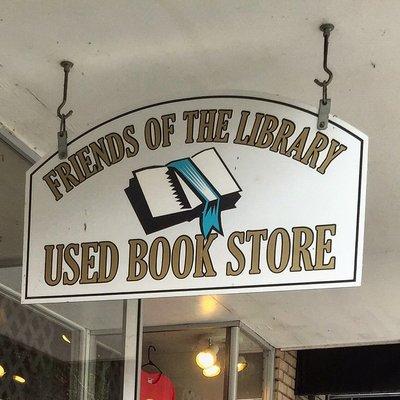 FRIENDS OF THE LIBRARY
USED BOOK STORE